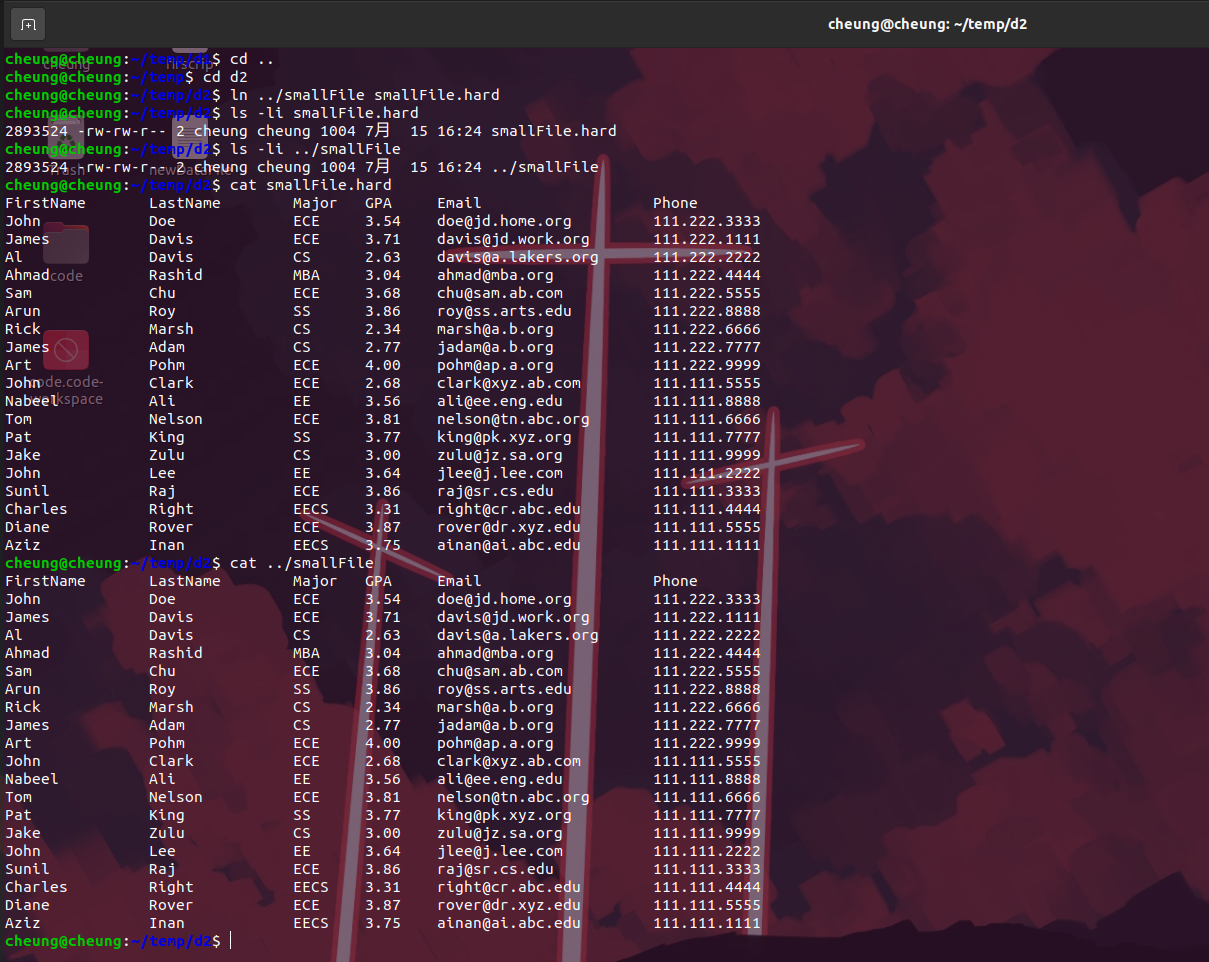 cheung@cheung: ~/temp/d2
cheung@cheung:~/temp/d2$ cd ..
cheung@cheung:~/temp$ cd d2
cheung@cheung:~/temp/d2$ ln ../smallFile smallFile.hard
cheung@cheung:~/temp/d2$ ls -li smallFile.hard
2893524 -rw-rw-r-- 2 cheung cheung 1004 7月  15 16:24 smallFile.hard
cheung@cheung:~/temp/d2$ ls -li ../smallFile
2893524 -rw-rw-r-- 2 cheung cheung 1004 7月  15 16:24 ../smallFile
cheung@cheung:~/temp/d2$ cat smallFile.hard
FirstName       LastName        Major   GPA     Email                   Phone
John            Doe             ECE     3.54    doe@jd.home.org         111.222.3333
James           Davis           ECE     3.71    davis@jd.work.org       111.222.1111
Al              Davis           CS      2.63    davis@a.lakers.org      111.222.2222
Ahmad           Rashid          MBA     3.04    ahmad@mba.org           111.222.4444
Sam             Chu             ECE     3.68    chu@sam.ab.com          111.222.5555
Arun            Roy             SS      3.86    roy@ss.arts.edu         111.222.8888
Rick            Marsh           CS      2.34    marsh@a.b.org           111.222.6666
James           Adam            CS      2.77    jadam@a.b.org           111.222.7777
Art             Pohm            ECE     4.00    pohm@ap.a.org           111.222.9999
John            Clark           ECE     2.68    clark@xyz.ab.com        111.111.5555
Nabeel          Ali             EE      3.56    ali@ee.eng.edu          111.111.8888
Tom             Nelson          ECE     3.81    nelson@tn.abc.org       111.111.6666
Pat             King            SS      3.77    king@pk.xyz.org         111.111.7777
Jake            Zulu            CS      3.00    zulu@jz.sa.org          111.111.9999
John            Lee             EE      3.64    jlee@j.lee.com          111.111.2222
Sunil           Raj             ECE     3.86    raj@sr.cs.edu           111.111.3333
Charles         Right           EECS    3.31    right@cr.abc.edu        111.111.4444
Diane           Rover           ECE     3.87    rover@dr.xyz.edu        111.111.5555
Aziz            Inan            EECS    3.75    ainan@ai.abc.edu        111.111.1111
cheung@cheung:~/temp/d2$ cat ../smallFile
FirstName       LastName        Major   GPA     Email                   Phone
John            Doe             ECE     3.54    doe@jd.home.org         111.222.3333
James           Davis           ECE     3.71    davis@jd.work.org       111.222.1111
Al              Davis           CS      2.63    davis@a.lakers.org      111.222.2222
Ahmad           Rashid          MBA     3.04    ahmad@mba.org           111.222.4444
Sam             Chu             ECE     3.68    chu@sam.ab.com          111.222.5555
Arun            Roy             SS      3.86    roy@ss.arts.edu         111.222.8888
Rick            Marsh           CS      2.34    marsh@a.b.org           111.222.6666
James           Adam            CS      2.77    jadam@a.b.org           111.222.7777
Art             Pohm            ECE     4.00    pohm@ap.a.org           111.222.9999
John            Clark           ECE     2.68    clark@xyz.ab.com        111.111.5555
Nabeel          Ali             EE      3.56    ali@ee.eng.edu          111.111.8888
Tom             Nelson          ECE     3.81    nelson@tn.abc.org       111.111.6666
Pat             King            SS      3.77    king@pk.xyz.org         111.111.7777
Jake            Zulu            CS      3.00    zulu@jz.sa.org          111.111.9999
John            Lee             EE      3.64    jlee@j.lee.com          111.111.2222
Sunil           Raj             ECE     3.86    raj@sr.cs.edu           111.111.3333
Charles         Right           EECS    3.31    right@cr.abc.edu        111.111.4444
Diane           Rover           ECE     3.87    rover@dr.xyz.edu        111.111.5555
Aziz            Inan            EECS    3.75    ainan@ai.abc.edu        111.111.1111
cheung@cheung:~/temp/d2$
cheung
Trash
newDataFile
code
code.code-
workspace